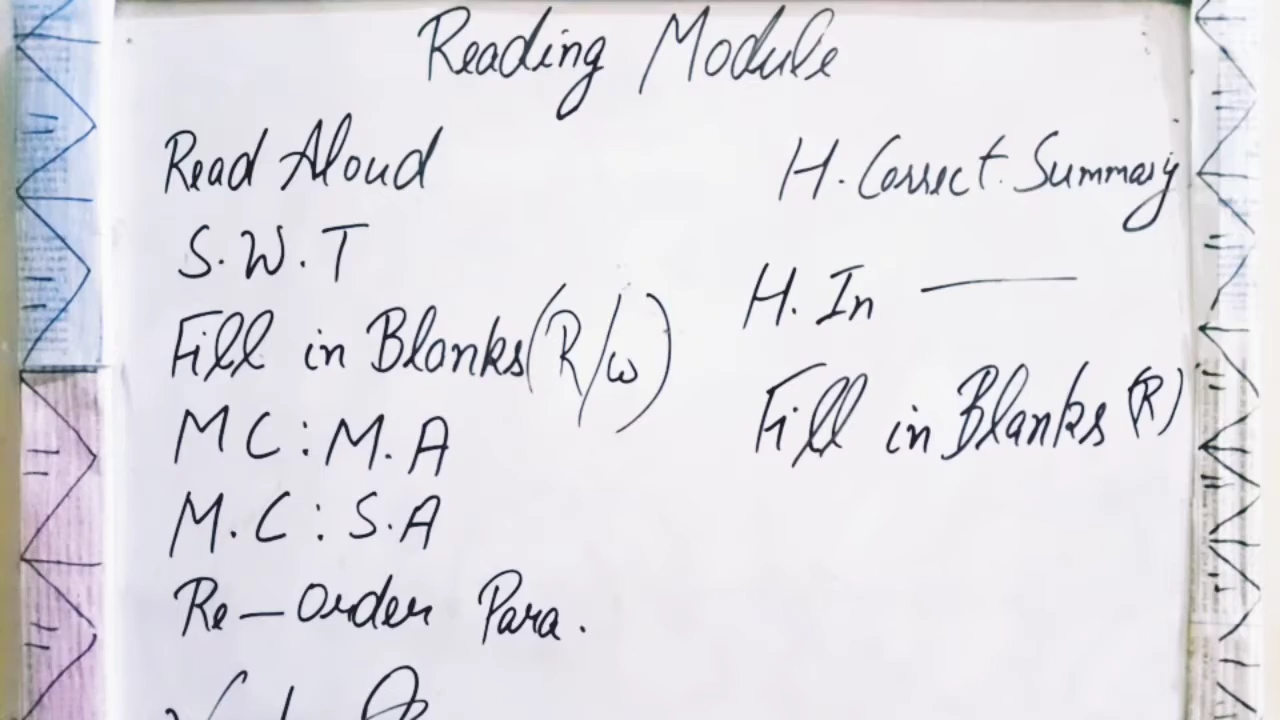 Reading Module
Read Aloud
S.W.T
Fill in Blanks (R/w)
MC: M.A
M.C: S.A
Re-Order Para.
H. Correct. Summary
H. In ——
Fill in Blanks (R)